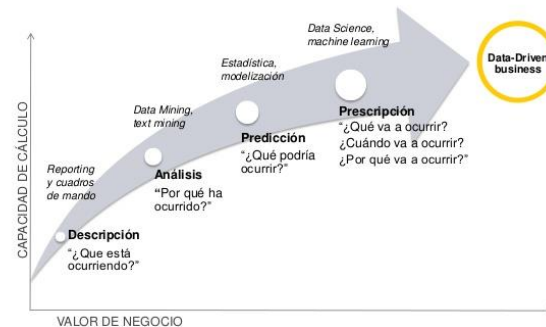 Data Science,
machine learning
Data-Driven
business
Estadística,
modelización
Data Mining,
text mining
Prescripción
“¿Qué va a ocurrir?
¿Cuándo va a ocurrir?
¿Por qué va a ocurrir?”
Predicción
“¿Qué podría
ocurrir?”
Reporting
y cuadros
de mando
Análisis
“Por qué ha
ocurrido?”
Descripción
“¿Que está
ocurriendo?”
CAPACIDAD DE CÁLCULO
VALOR DE NEGOCIO